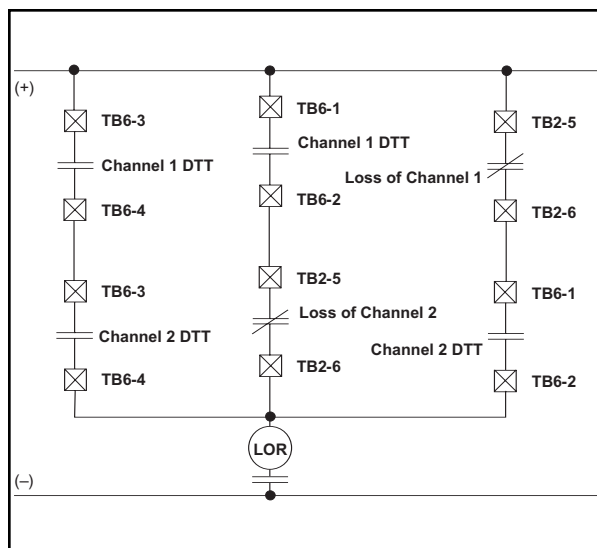 (+)
TB6-3
Channel 1 DTT
TB6-4
TB6-3
Channel 2 DTT
TB6-4
TB6-1
Channel 1 DTT
TB6-2
TB2-5
Loss of Channel 2
TB2-6
TB2-5
Loss of Channel 1
TB2-6
TB6-1
Channel 2 DTT
TB6-2
LOR
(–)